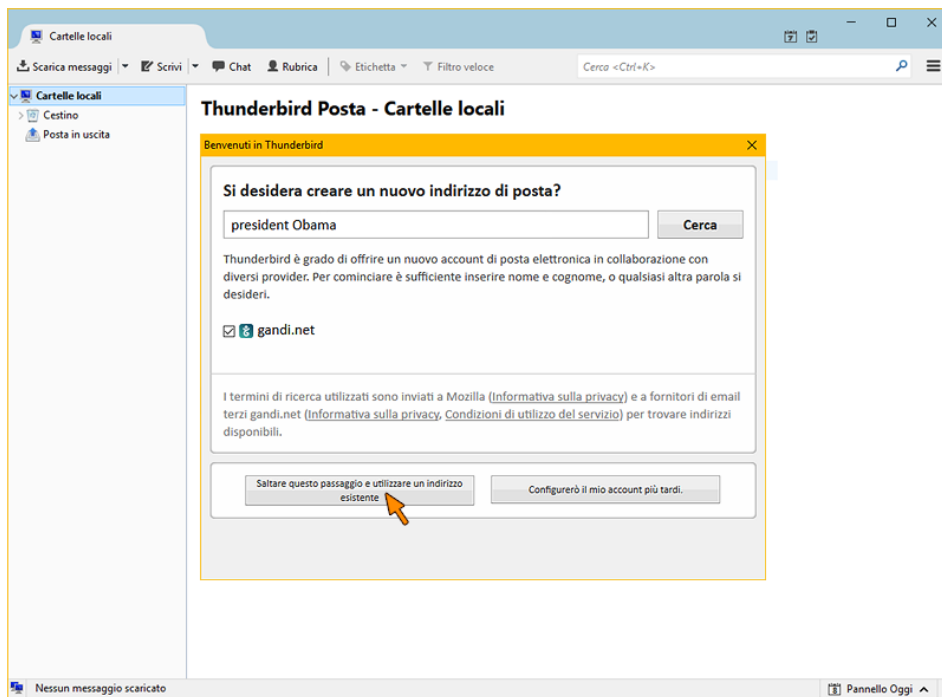 Cartelle locali
Scarica messaggi
Scrivi
Chat
Rubrica
Etichetta
Filtro veloce
Cerca <Ctrl+K>
Cartelle locali
Cestino
Posta in uscita
Thunderbird Posta - Cartelle locali
Benvenuti in Thunderbird
Si desidera creare un nuovo indirizzo di posta?
president Obama
Cerca
Thunderbird è grado di offrire un nuovo account di posta elettronica in collaborazione con
diversi provider. Per cominciare è sufficiente inserire nome e cognome, o qualsiasi altra parola si
desideri.
gandi.net
I termini di ricerca utilizzati sono inviati a Mozilla (Informativa sulla privacy) e a fornitori di email
terzi gandi.net (Informativa sulla privacy, Condizioni di utilizzo del servizio) per trovare indirizzi
disponibili.
Saltare questo passaggio e utilizzare un indirizzo
esistente
Configurerò il mio account più tardi.
Nessun messaggio scaricato
Pannello Oggi